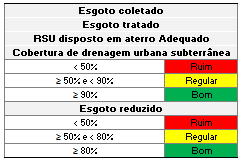 Esgoto coletado
Esgoto tratado
RSU disposto em aterro Adequado
Cobertura de drenagem urbana subterrânea
< 50% Ruim
≥ 50% e < 90% Regular
≥ 90% Bom
Esgoto reduzido
< 50% Ruim
≥ 50% e < 80% Regular
≥ 80% Bom